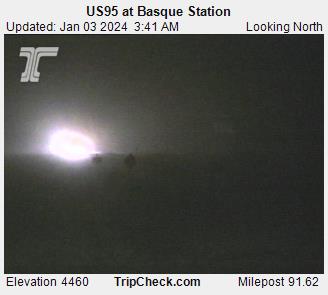 US95 at Basque Station
Updated: Jan 03 2024 3:41 AM Looking North
Elevation 4460 TripCheck.com Milepost 91.62